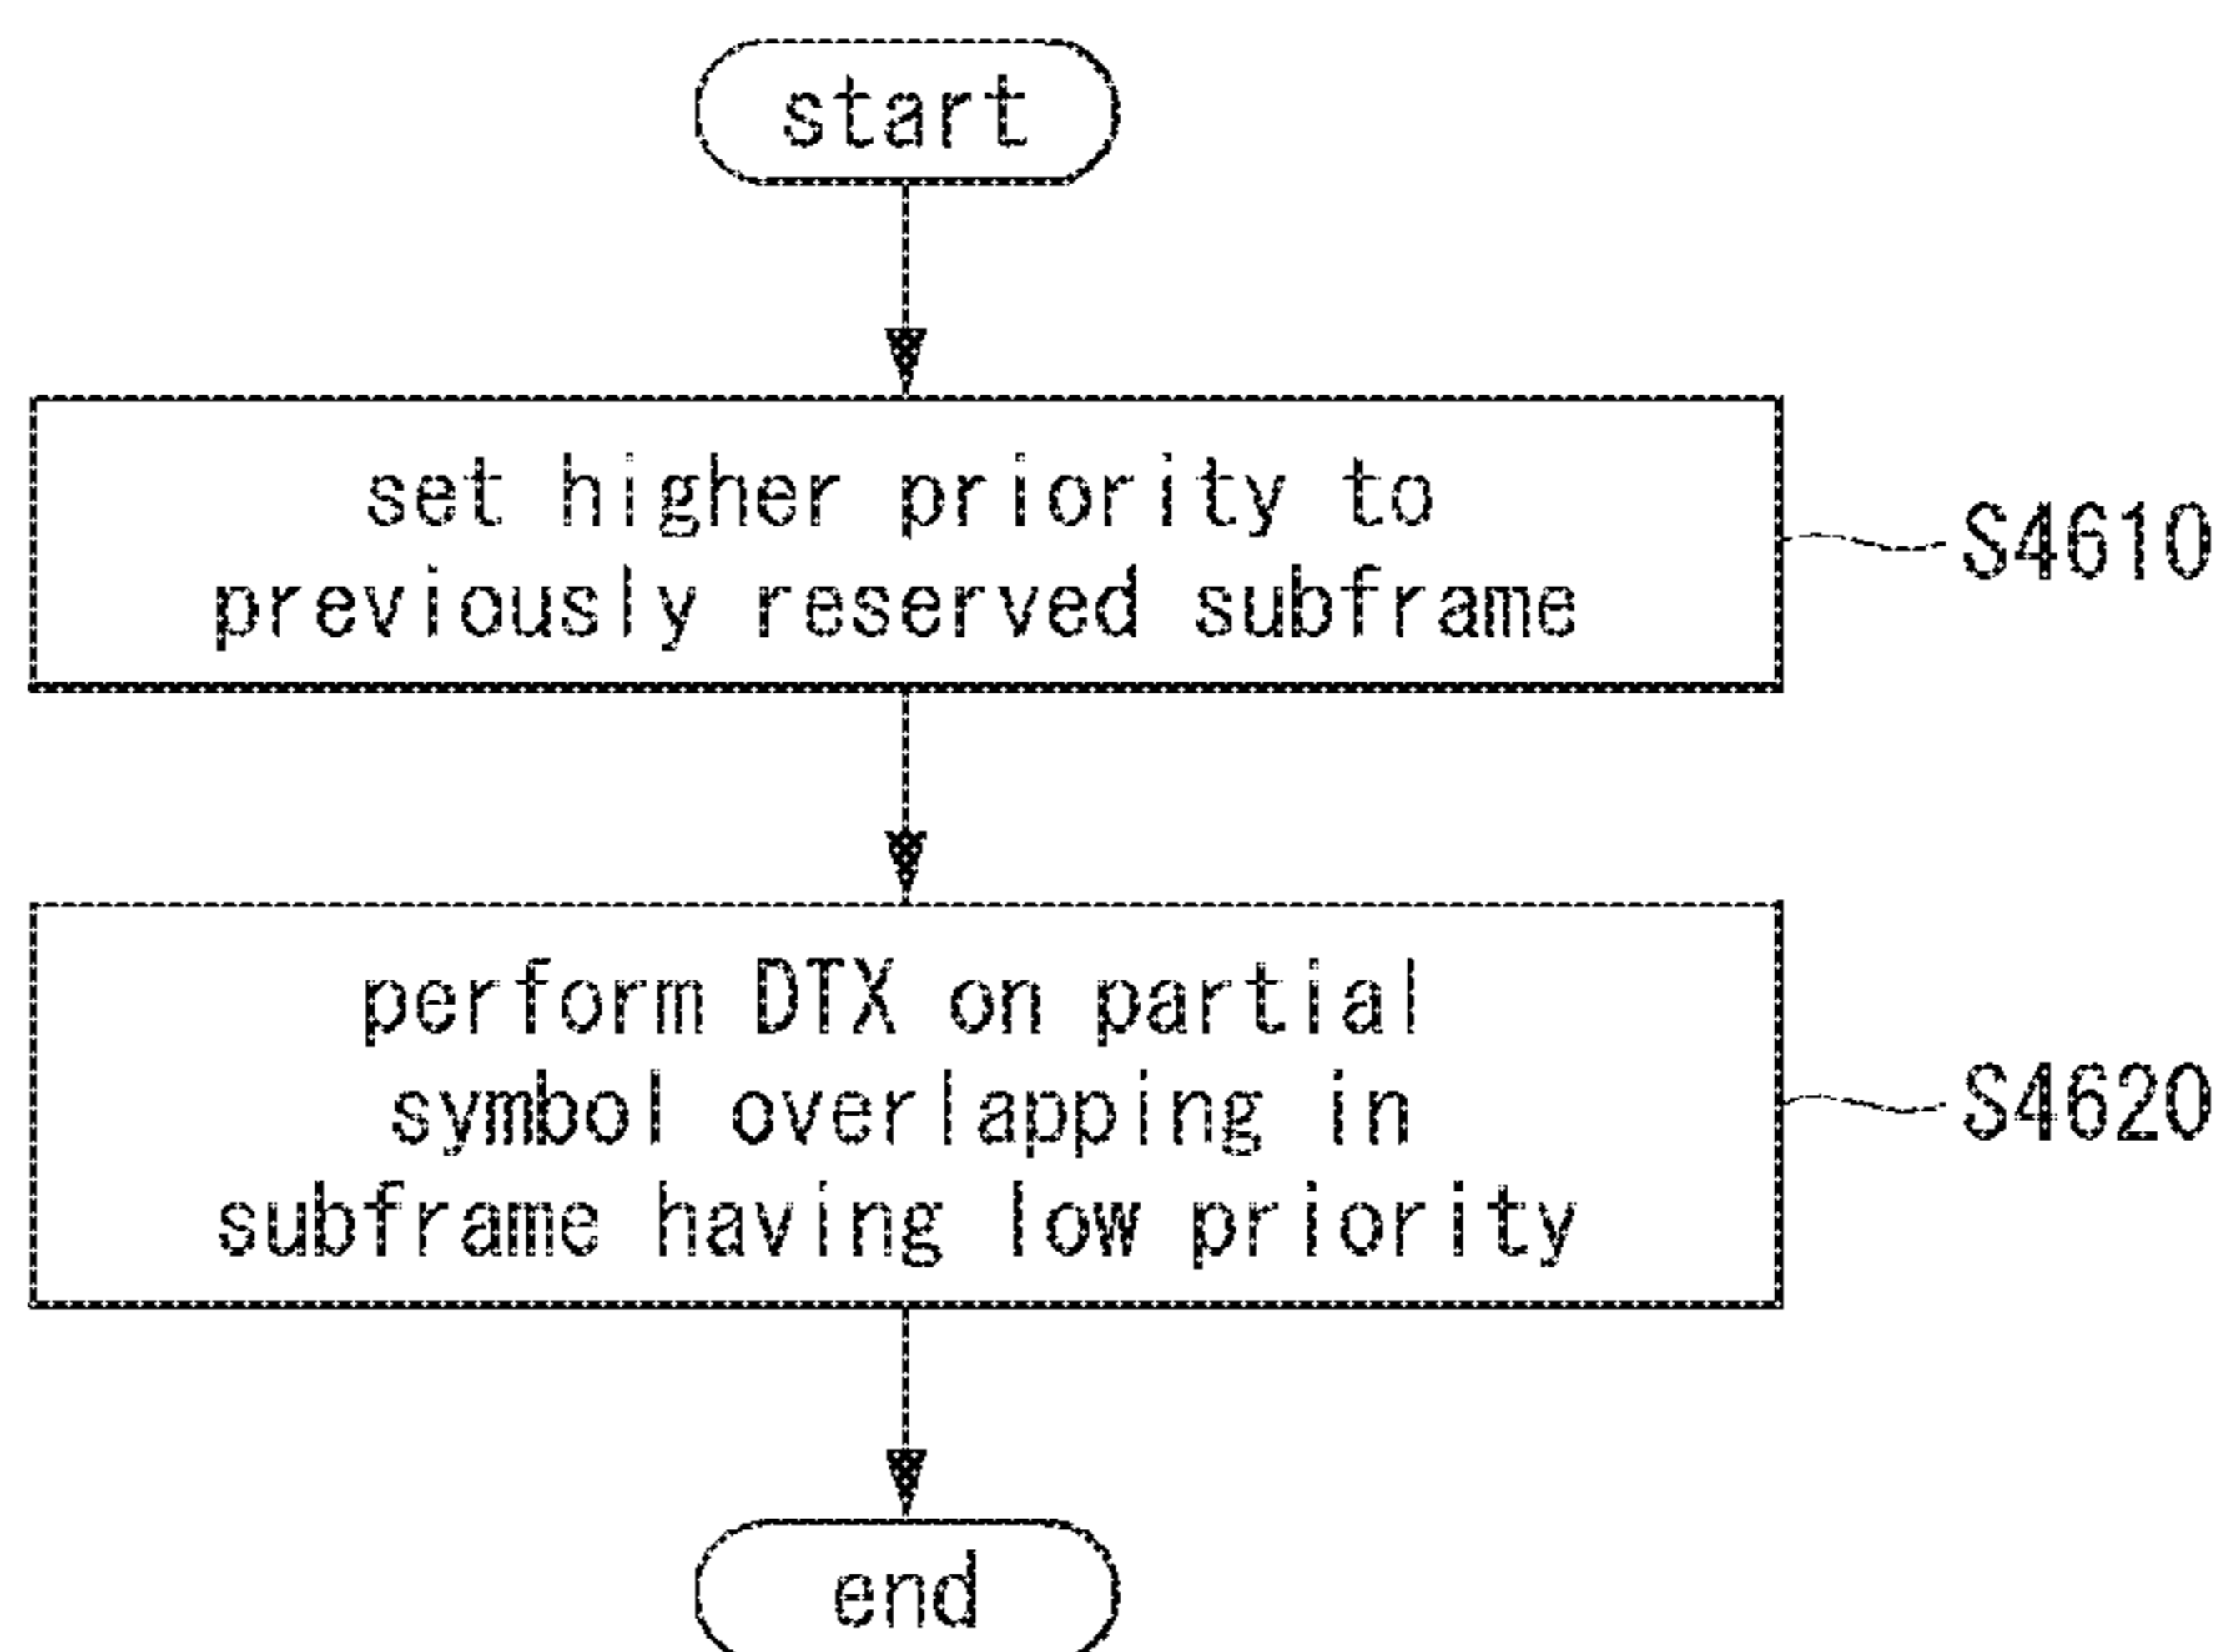 start
set higher priority to
previously reserved subframe
S4610
perform DTX on partial
symbol overlapping in
subframe having low priority
S4620
end